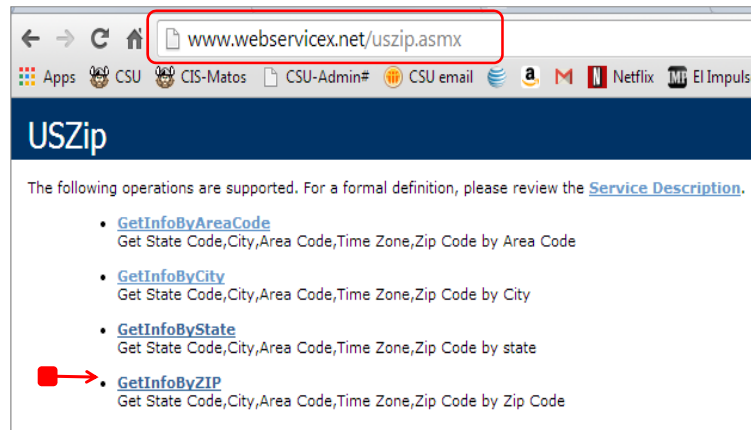 www.webservicex.net/uszip.asmx
Apps CSU CIS-Matos CSU-Admin# CSU email a M N Netflix El Impuls
USZip
The following operations are supported. For a formal definition, please review the Service Description.
• GetInfoByAreaCode
Get State Code,City,Area Code,Time Zone,Zip Code by Area Code
• GetInfoByCity
Get State Code,City,Area Code,Time Zone,Zip Code by City
• GetInfoByState
Get State Code,City,Area Code,Time Zone,Zip Code by state
• GetInfoByZIP
Get State Code,City,Area Code,Time Zone,Zip Code by Zip Code